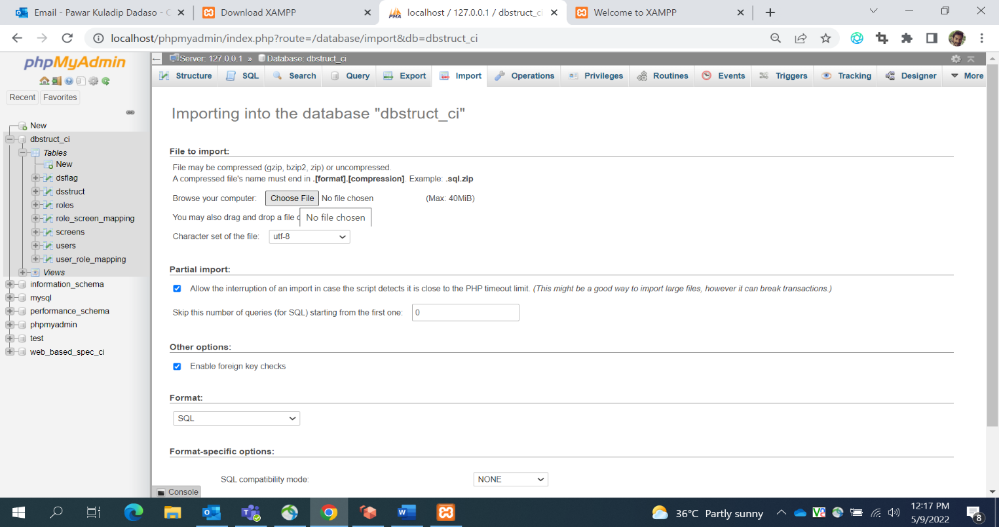 Email - Pawar Kuladip Dadaso -
Download XAMPP
localhost / 127.0.0.1 / dbstruct_ci
Welcome to XAMPP
localhost/phpmyadmin/index.php?route=/database/import&db=dbstruct_ci
phpMyAdmin
Recent
Favorites
New
dbstruct_ci
Tables
New
dsflag
dsstruct
roles
role_screen_mapping
screens
users
user_role_mapping
Views
information_schema
mysql
performance_schema
phpmyadmin
test
web_based_spec_ci
Server: 127.0.0.1 » Database: dbstruct_ci
Structure SQL Search Query Export Import Operations Privileges Routines Events Triggers Tracking Designer More
Importing into the database "dbstruct_ci"
File to import:
File may be compressed (gzip, bzip2, zip) or uncompressed.
A compressed file's name must end in .[format].[compression]. Example: .sql.zip
Browse your computer: Choose File No file chosen (Max: 40MiB)
You may also drag and drop a file
No file chosen
Character set of the file: utf-8
Partial import:
Allow the interruption of an import in case the script detects it is close to the PHP timeout limit. (This might be a good way to import large files, however it can break transactions.)
Skip this number of queries (for SQL) starting from the first one: 0
Other options:
Enable foreign key checks
Format:
SQL
Format-specific options:
SQL compatibility mode: NONE
Console
36°C Partly sunny
12:17 PM
5/9/2022
8